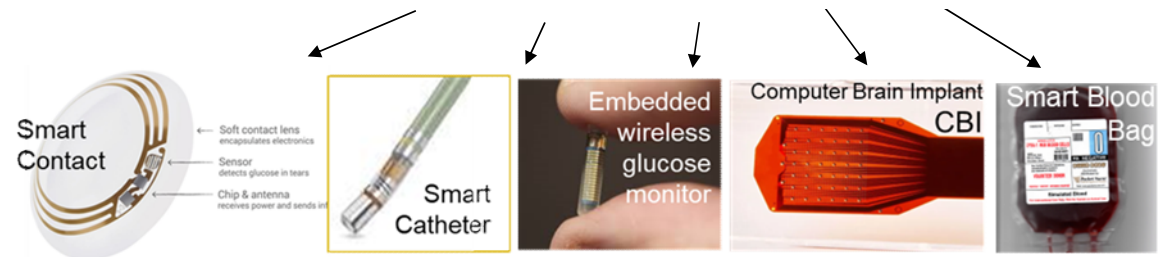 Smart
Contact
Soft contact lens
encapsulates electronics
Sensor
detects glucose in tears
Chip & antenna
receives power and sends inf
Smart
Catheter
Embedded
wireless
glucose
monitor
Computer Brain Implant
CBI
Smart Blood
Bag